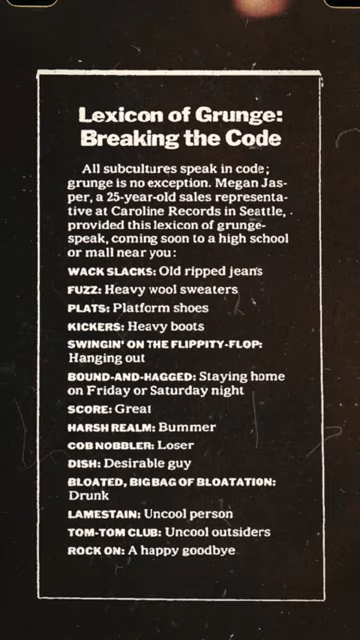 Lexicon of Grunge:
Breaking the Code
All subcultures speak in code;
grunge is no exception. Megan Jas-
per, a 25-year-old sales representa-
tive at Caroline Records in Seattle,
provided this lexicon of grunge-
speak, coming soon to a high school
or mall near you:
WACK SLACKS: Old ripped jeans
FUZZ: Heavy wool sweaters
PLATS: Platform shoes
KICKERS: Heavy boots
SWINGIN' ON THE FLIPPITY-FLOP:
Hanging out
BOUND-AND-HAGGED: Staying home
on Friday or Saturday night
SCORE: Great
HARSH REALM: Bummer
COB NOBBLER: Loser
DISH: Desirable guy
BLOATED, BIG BAG OF BLOATATION:
Drunk
LAMESTAIN: Uncool person
TOM-TOM CLUB: Uncool outsiders
ROCK ON: A happy goodbye